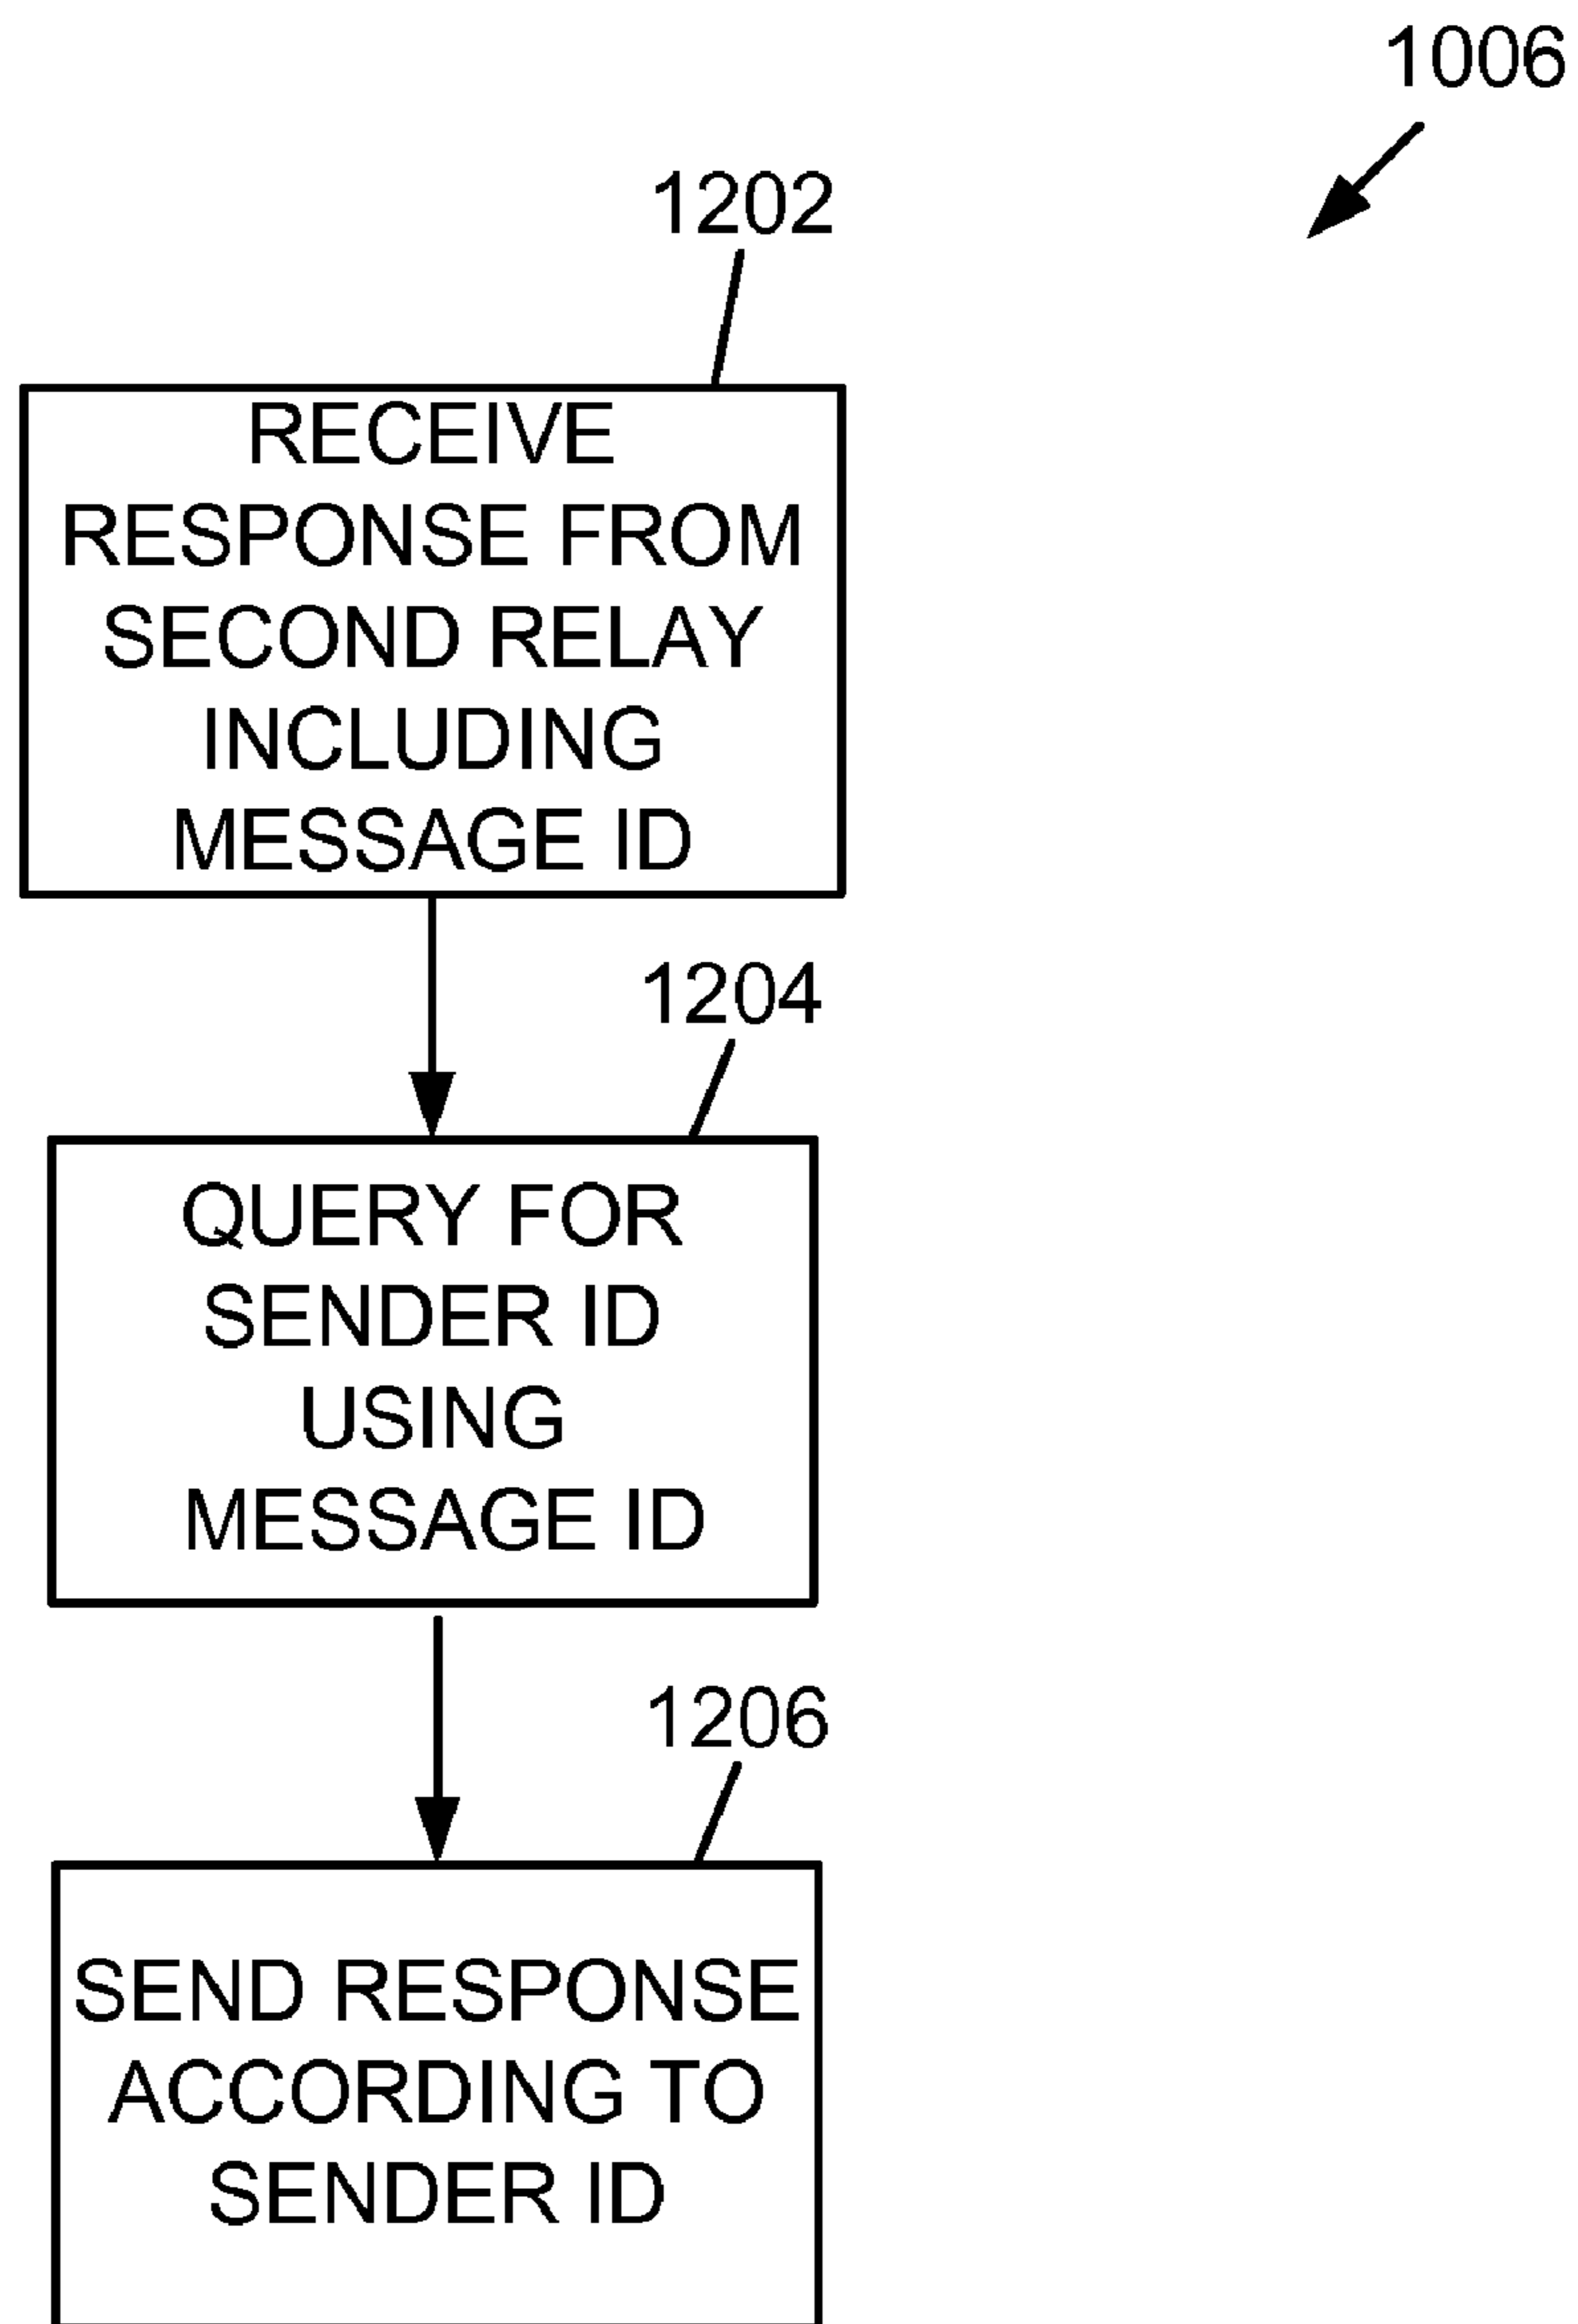 1006
1202
RECEIVE
RESPONSE FROM
SECOND RELAY
INCLUDING
MESSAGE ID
1204
QUERY FOR
SENDER ID
USING
MESSAGE ID
1206
SEND RESPONSE
ACCORDING TO
SENDER ID